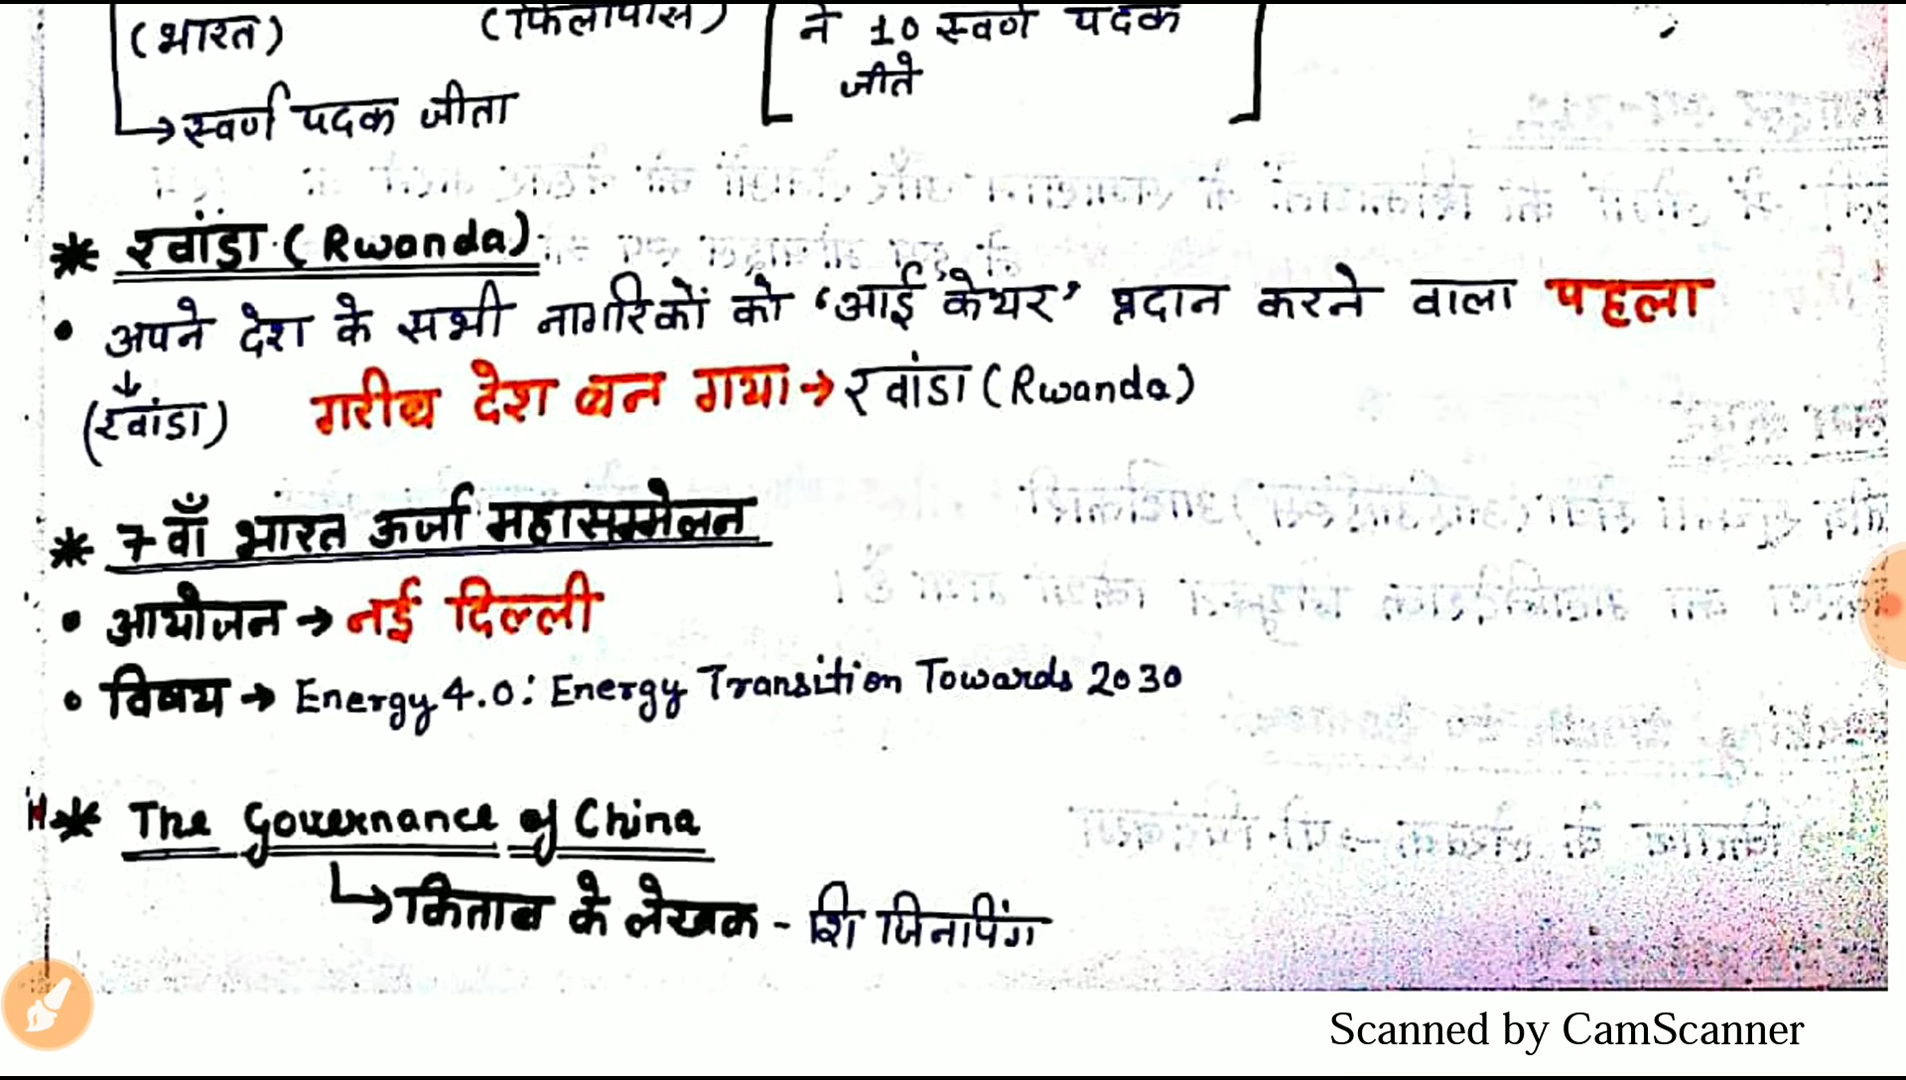 (भारत)
ने 10 स्वर्ण पदक
जीते
→ स्वर्ण पदक जीता
* रवांडा (Rwanda)
• अपने देश के सभी नागरिकों को 'आई केयर' प्रदान करने वाला पहला
(रवांडा) गरीब देश बन गया → रवांडा (Rwanda)
* 7वाँ भारत ऊर्जा महासम्मेलन
• आयोजन → नई दिल्ली
• विषय → Energy 4.0: Energy Transition Towards 2030
* The Governance of China
→ किताब के लेखक - शि जिनपिंग
Scanned by CamScanner